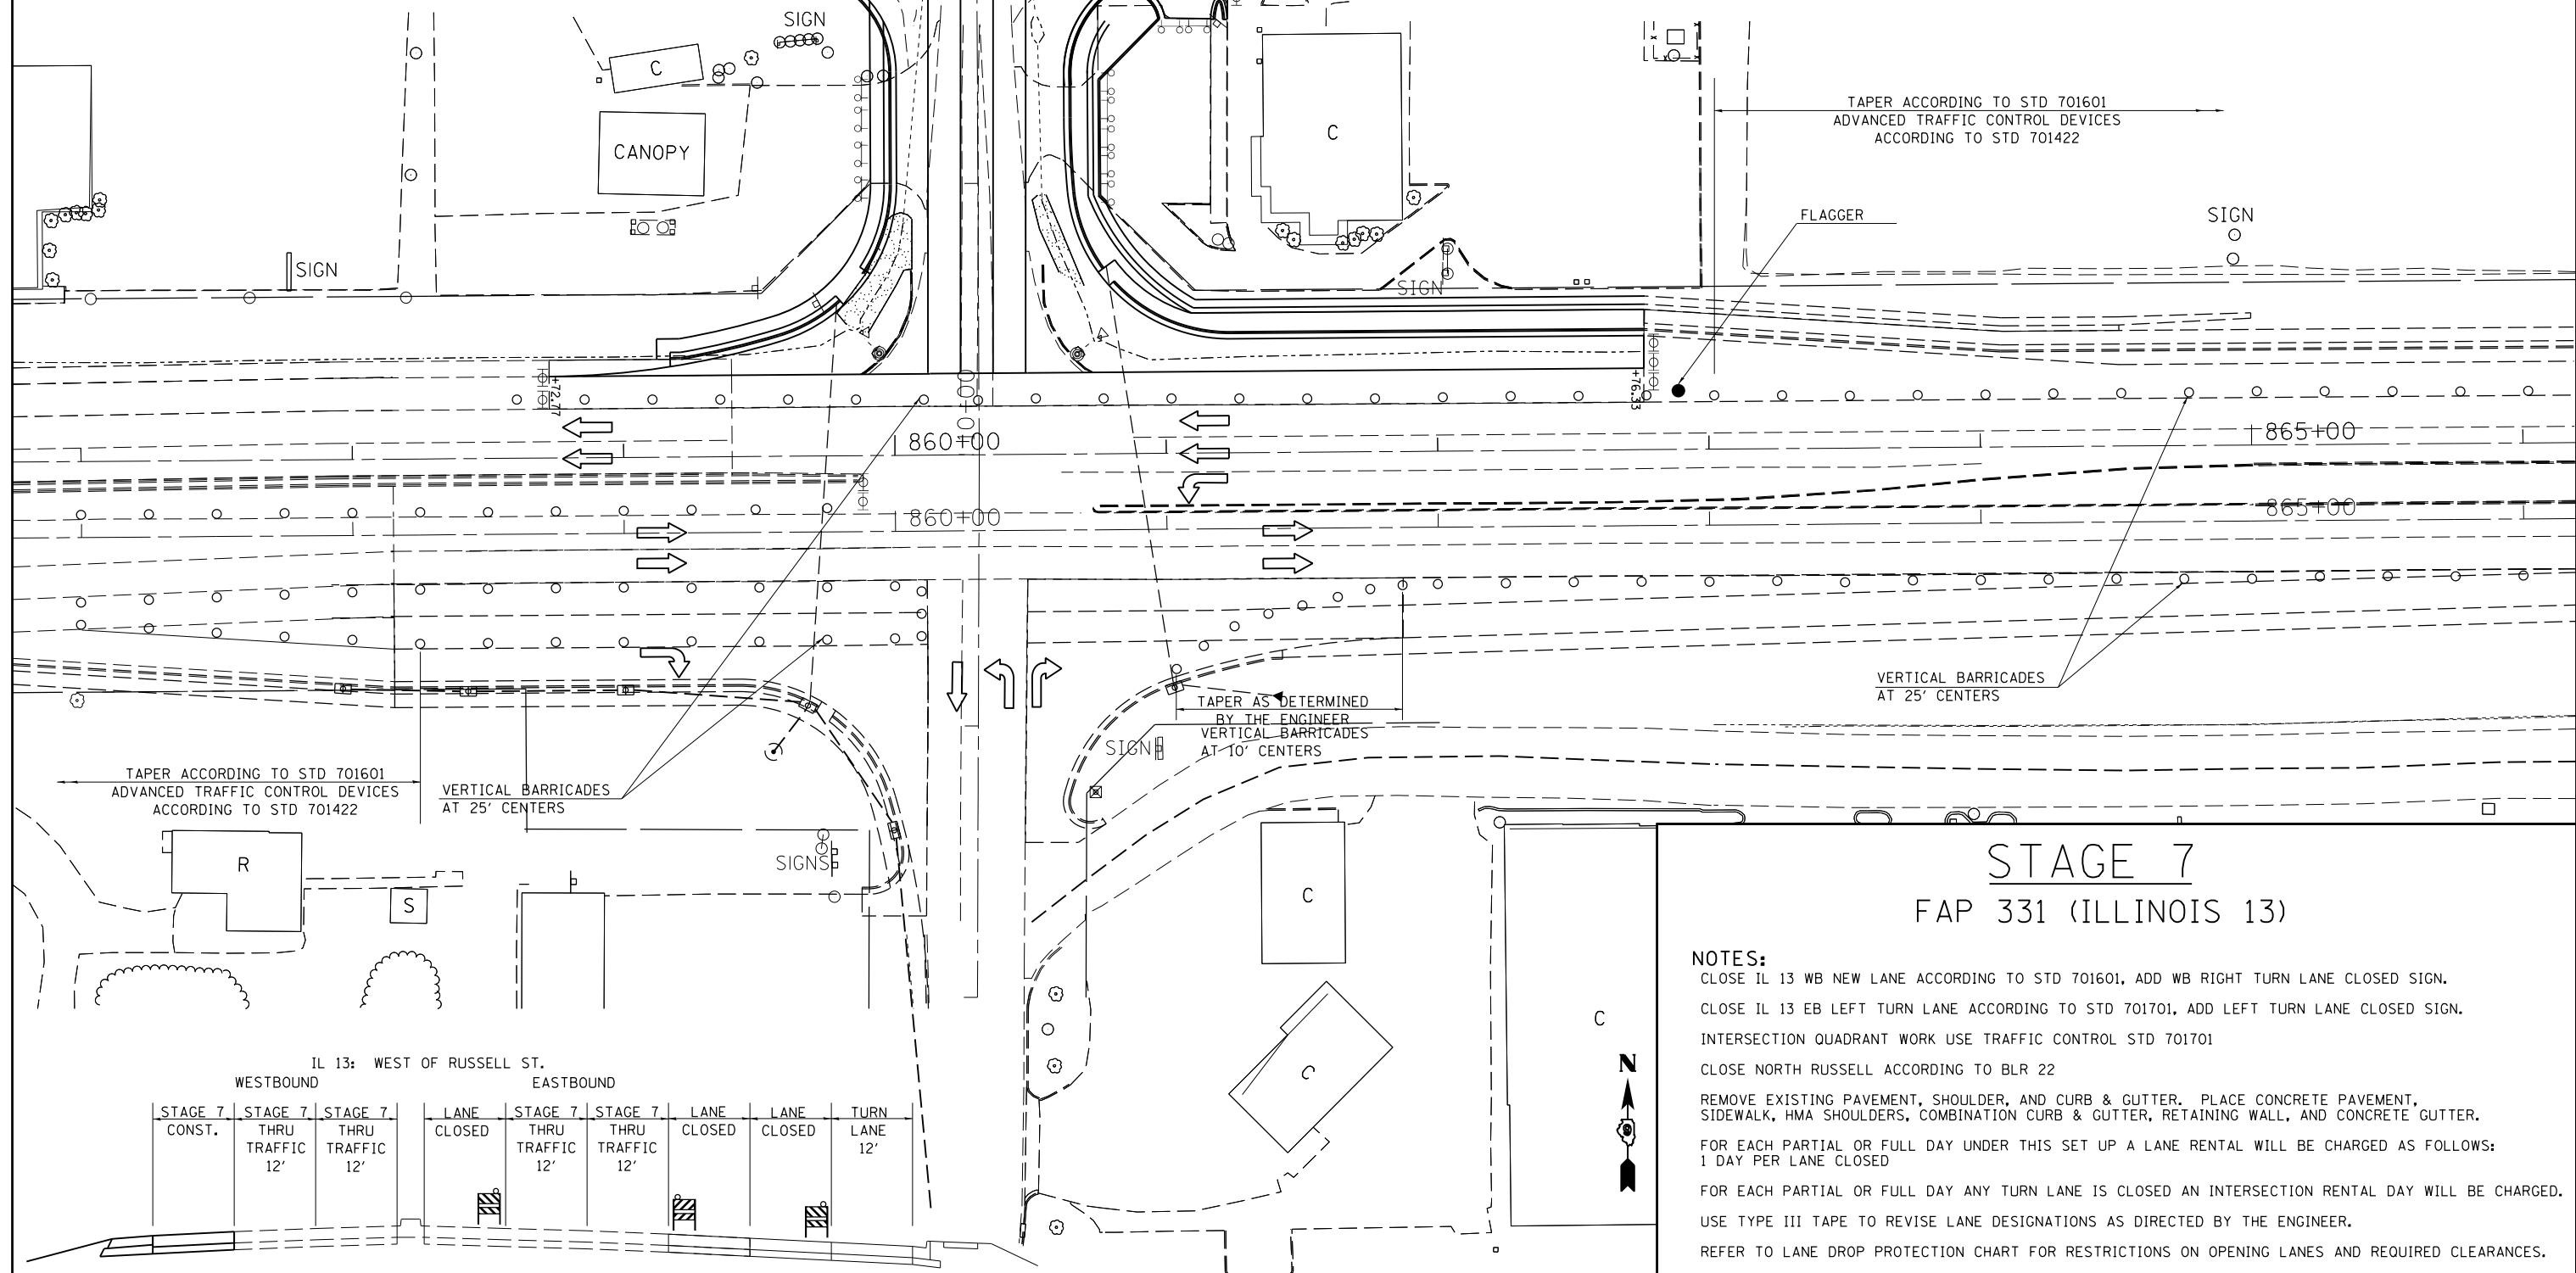 SIGN
C
CANOPY
SIGN
C
TAPER ACCORDING TO STD 701601
ADVANCED TRAFFIC CONTROL DEVICES
ACCORDING TO STD 701422
FLAGGER
SIGN
SIGN
+72.77
0+00
+76.33
860+00
865+00
860+00
865+00
TAPER AS DETERMINED
BY THE ENGINEER
VERTICAL BARRICADES
AT 10' CENTERS
SIGN
VERTICAL BARRICADES
AT 25' CENTERS
TAPER ACCORDING TO STD 701601
ADVANCED TRAFFIC CONTROL DEVICES
ACCORDING TO STD 701422
VERTICAL BARRICADES
AT 25' CENTERS
R
S
SIGNS
C
C
C
N
IL 13: WEST OF RUSSELL ST.
WESTBOUND EASTBOUND
STAGE 7 CONST.
STAGE 7 THRU TRAFFIC 12'
STAGE 7 THRU TRAFFIC 12'
LANE CLOSED
STAGE 7 THRU TRAFFIC 12'
STAGE 7 THRU TRAFFIC 12'
LANE CLOSED
LANE CLOSED
TURN LANE 12'
STAGE 7
FAP 331 (ILLINOIS 13)
NOTES:
CLOSE IL 13 WB NEW LANE ACCORDING TO STD 701601, ADD WB RIGHT TURN LANE CLOSED SIGN.
CLOSE IL 13 EB LEFT TURN LANE ACCORDING TO STD 701701, ADD LEFT TURN LANE CLOSED SIGN.
INTERSECTION QUADRANT WORK USE TRAFFIC CONTROL STD 701701
CLOSE NORTH RUSSELL ACCORDING TO BLR 22
REMOVE EXISTING PAVEMENT, SHOULDER, AND CURB & GUTTER. PLACE CONCRETE PAVEMENT,
SIDEWALK, HMA SHOULDERS, COMBINATION CURB & GUTTER, RETAINING WALL, AND CONCRETE GUTTER.
FOR EACH PARTIAL OR FULL DAY UNDER THIS SET UP A LANE RENTAL WILL BE CHARGED AS FOLLOWS:
1 DAY PER LANE CLOSED
FOR EACH PARTIAL OR FULL DAY ANY TURN LANE IS CLOSED AN INTERSECTION RENTAL DAY WILL BE CHARGED.
USE TYPE III TAPE TO REVISE LANE DESIGNATIONS AS DIRECTED BY THE ENGINEER.
REFER TO LANE DROP PROTECTION CHART FOR RESTRICTIONS ON OPENING LANES AND REQUIRED CLEARANCES.